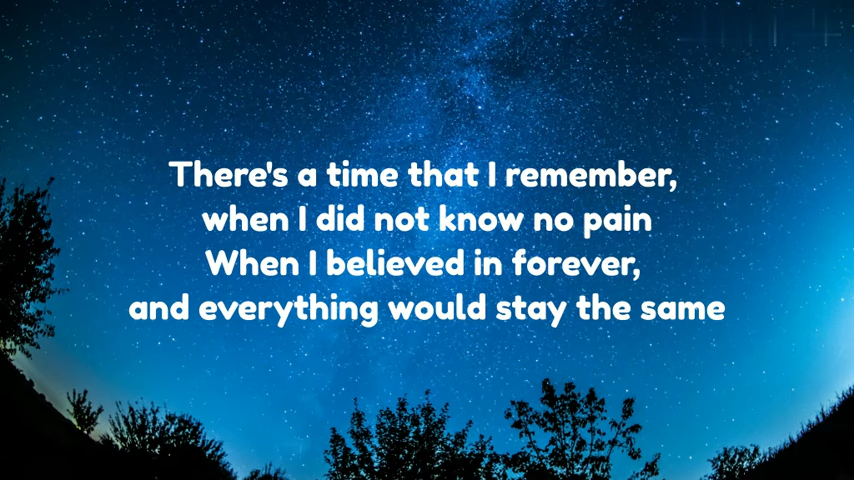 There's a time that I remember,
when I did not know no pain
When I believed in forever,
and everything would stay the same